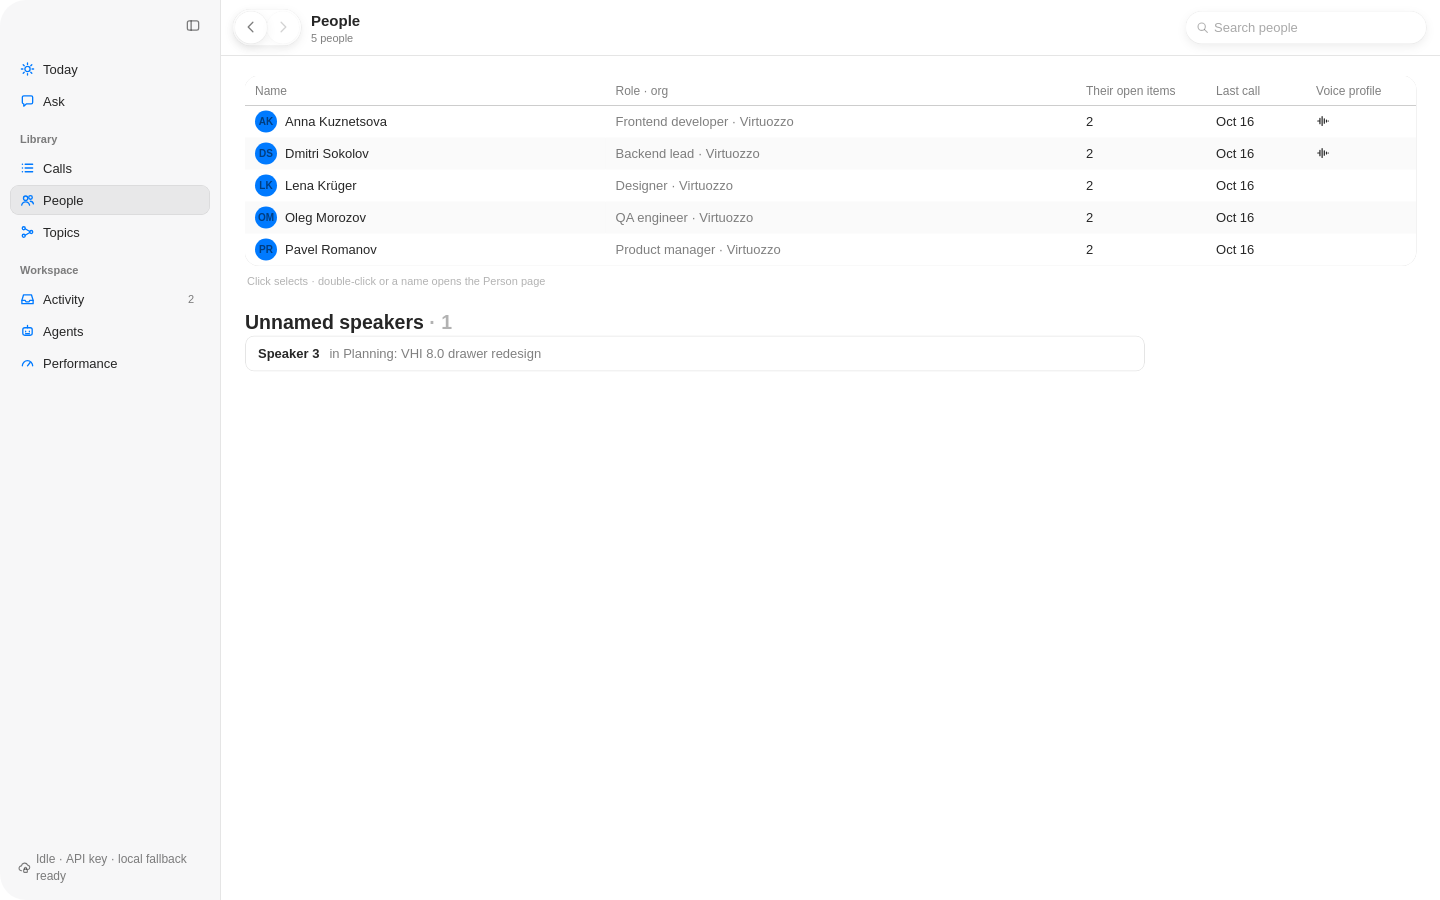 People
5 people
Search people
Today
Ask
Library
Calls
People
Topics
Workspace
Activity 2
Agents
Performance
Idle · API key · local fallback
ready
Name Role · org Their open items Last call Voice profile
AK Anna Kuznetsova Frontend developer · Virtuozzo 2 Oct 16
DS Dmitri Sokolov Backend lead · Virtuozzo 2 Oct 16
LK Lena Krüger Designer · Virtuozzo 2 Oct 16
OM Oleg Morozov QA engineer · Virtuozzo 2 Oct 16
PR Pavel Romanov Product manager · Virtuozzo 2 Oct 16
Click selects · double-click or a name opens the Person page
Unnamed speakers · 1
Speaker 3 in Planning: VHI 8.0 drawer redesign